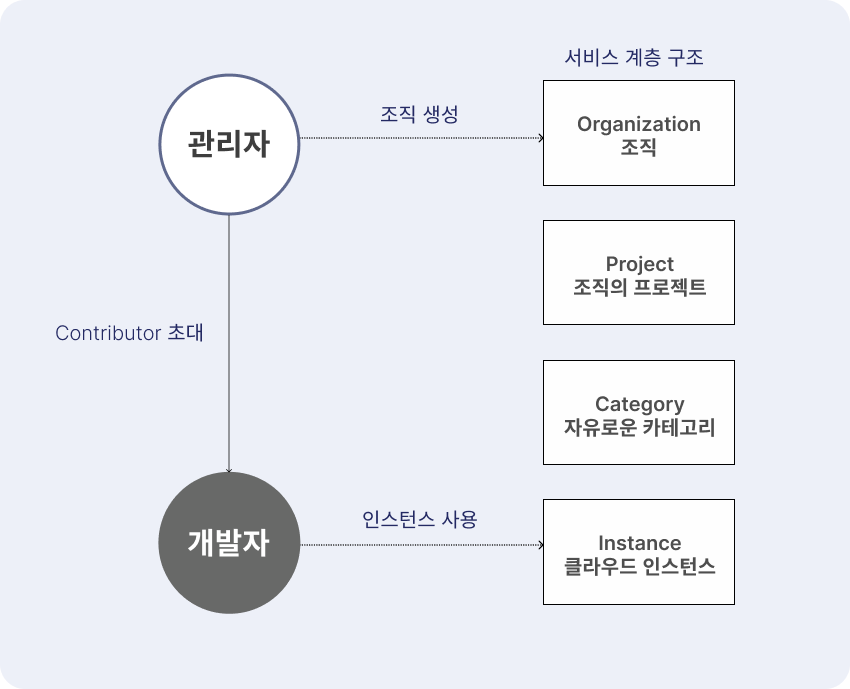 서비스 계층 구조
관리자
조직 생성
Organization
조직
Project
조직의 프로젝트
Contributor 초대
Category
자유로운 카테고리
개발자
인스턴스 사용
Instance
클라우드 인스턴스